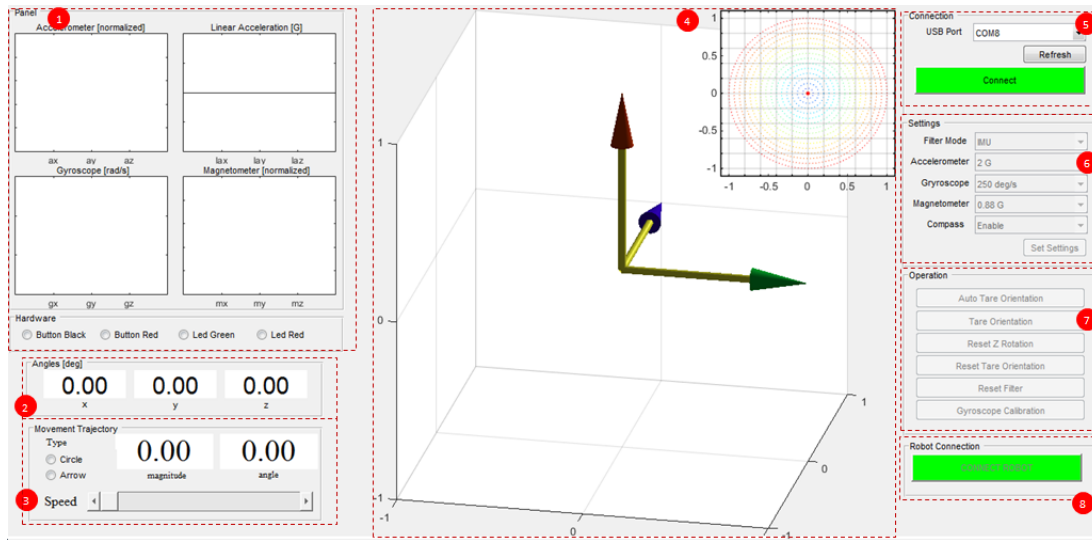 Panel
1
Accelerometer [normalized]
Linear Acceleration [G]
ax ay az
lax lay laz
Gyroscope [rad/s]
Magnetometer [normalized]
gx gy gz
mx my mz
Hardware
Button Black
Button Red
Led Green
Led Red
Angles [deg]
0.00
0.00
0.00
x
y
z
2
Movement Trajectory
Type
Circle
Arrow
0.00
magnitude
0.00
angle
3
Speed
4
1
0
-1
-1
0
1
0
-1
1
0.5
0
-0.5
-1
-1 -0.5 0 0.5 1
Connection
5
USB Port
COM8
Refresh
Connect
Settings
Filter Mode
IMU
Accelerometer
2 G
6
Gryroscope
250 deg/s
Magnetometer
0.88 G
Compass
Enable
Set Settings
Operation
Auto Tare Orientation
Tare Orientation
7
Reset Z Rotation
Reset Tare Orientation
Reset Filter
Gyroscope Calibration
Robot Connection
CONNECT ROBOT
8